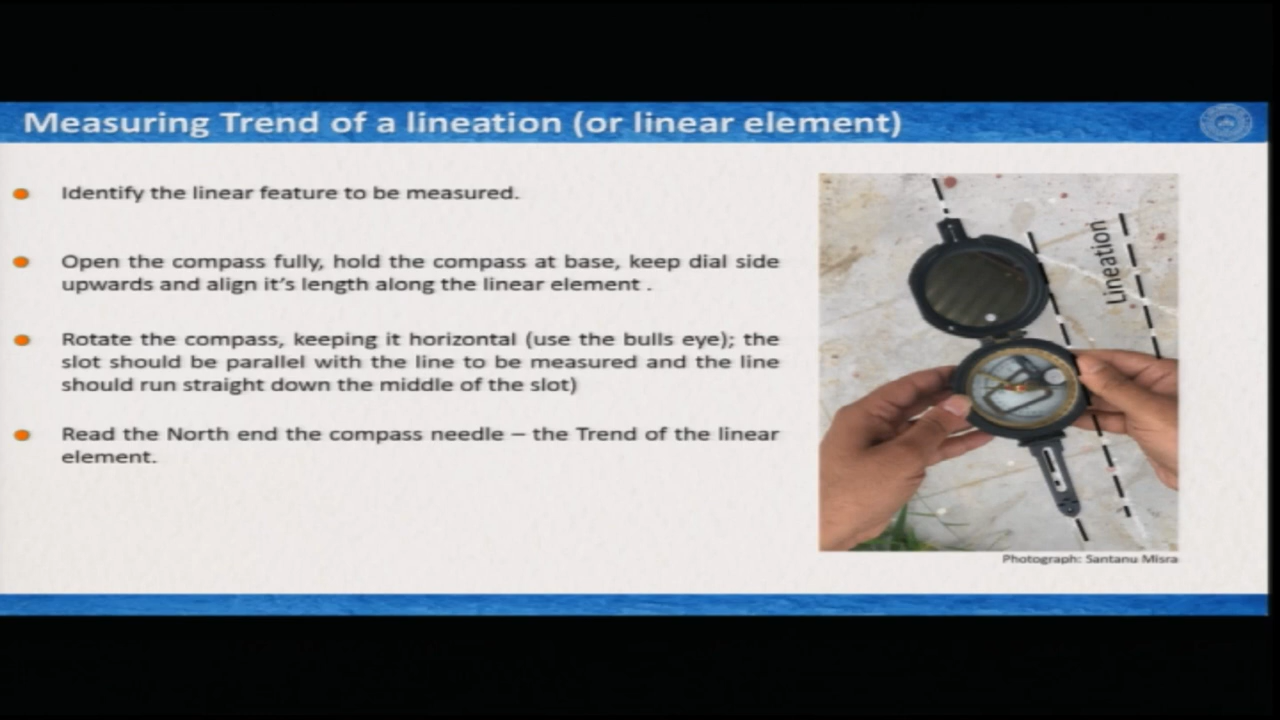 Measuring Trend of a lineation (or linear element)
Identify the linear feature to be measured.
Open the compass fully, hold the compass at base, keep dial side
upwards and align it's length along the linear element .
Rotate the compass, keeping it horizontal (use the bulls eye); the
slot should be parallel with the line to be measured and the line
should run straight down the middle of the slot)
Read the North end the compass needle – the Trend of the linear
element.
Lineation
Photograph: Santanu Misra